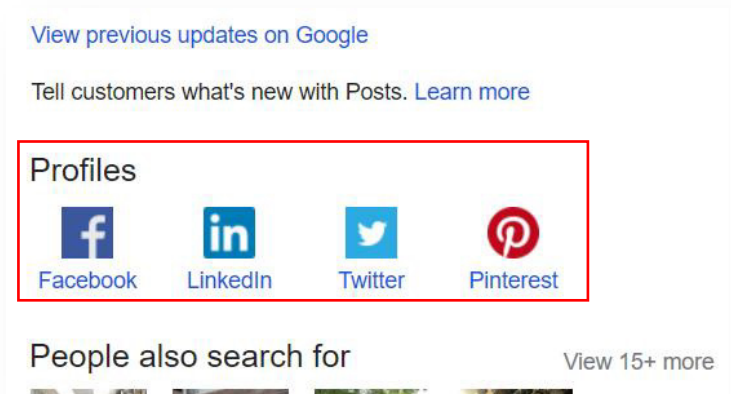 View previous updates on Google
Tell customers what's new with Posts. Learn more
Profiles
Facebook LinkedIn Twitter Pinterest
People also search for View 15+ more